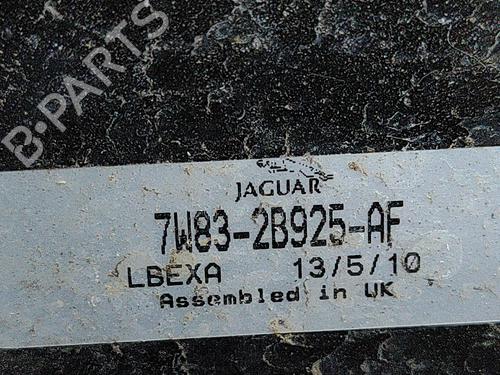 B-PARTS
JAGUAR
7W83-2B925-AF
LBEXA 13/5/10
Assembled in UK